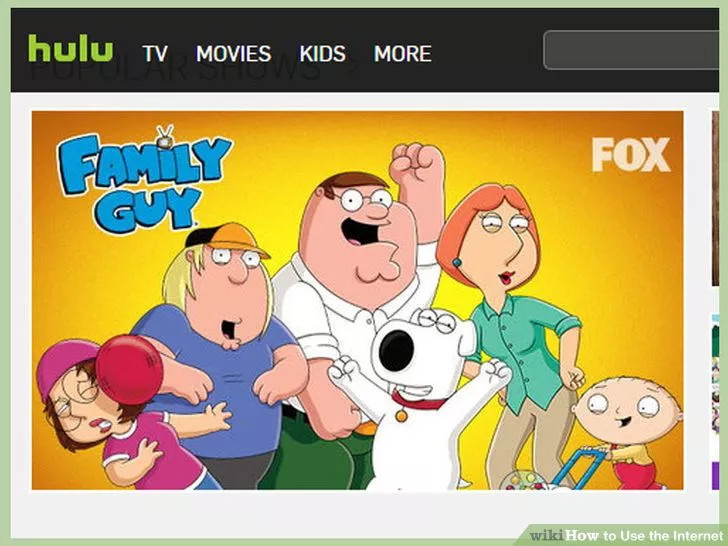 hulu TV MOVIES KIDS MORE
POPULAR SHOWS >
FAMILY GUY
FOX
wikiHow to Use the Internet